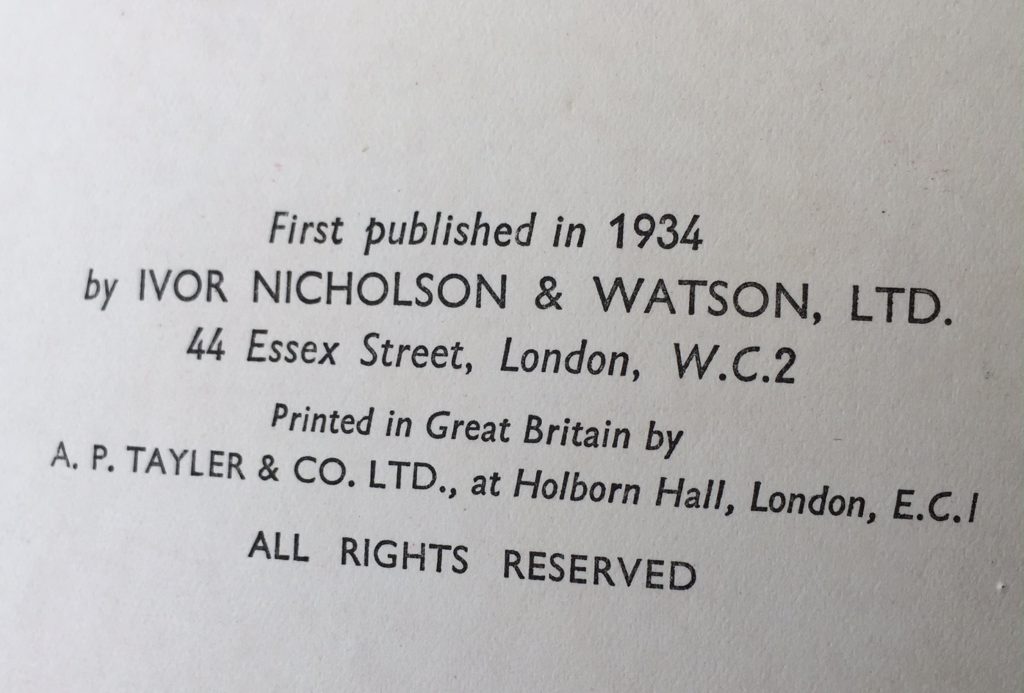 First published in 1934
by IVOR NICHOLSON & WATSON, LTD.
44 Essex Street, London, W.C.2
Printed in Great Britain by
A. P. TAYLER & CO. LTD., at Holborn Hall, London, E.C.1
ALL RIGHTS RESERVED